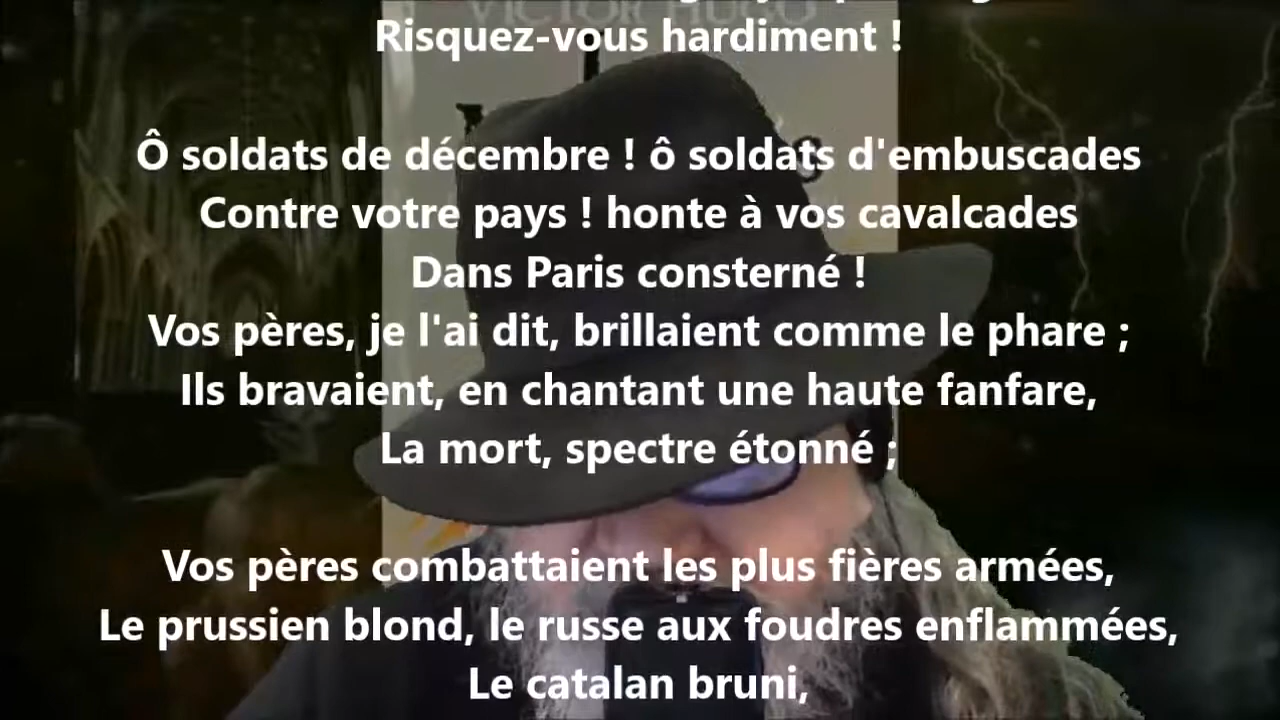 VICTOR HUGO
Risquez-vous hardiment !
Ô soldats de décembre ! ô soldats d'embuscades
Contre votre pays ! honte à vos cavalcades
Dans Paris consterné !
Vos pères, je l'ai dit, brillaient comme le phare ;
Ils bravaient, en chantant une haute fanfare,
La mort, spectre étonné ;
Vos pères combattaient les plus fières armées,
Le prussien blond, le russe aux foudres enflammées,
Le catalan bruni,